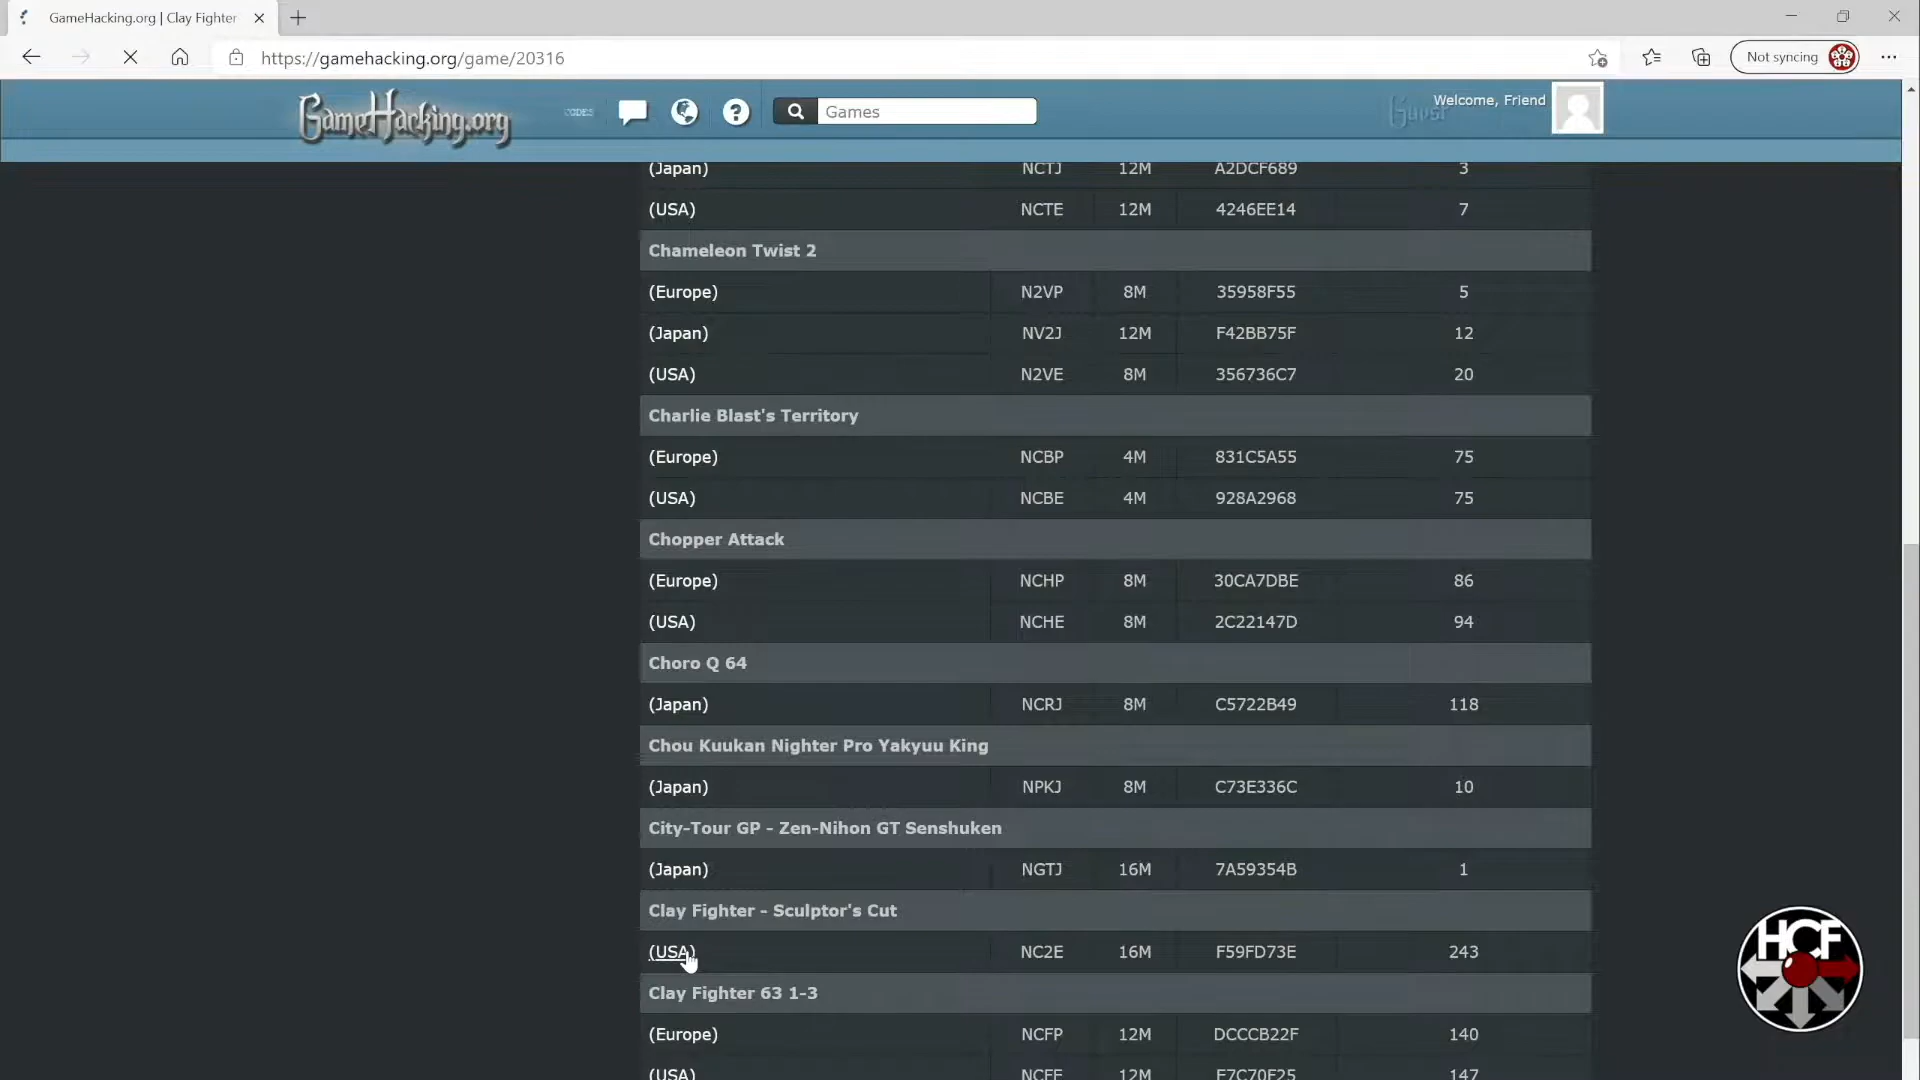 GameHacking.org | Clay Fighter
https://gamehacking.org/game/20316
Not syncing
GameHacking.org
CODES
Games
Guest
Welcome, Friend
(Japan) NCTJ 12M A2DCF689 3
(USA) NCTE 12M 4246EE14 7
Chameleon Twist 2
(Europe) N2VP 8M 35958F55 5
(Japan) NV2J 12M F42BB75F 12
(USA) N2VE 8M 356736C7 20
Charlie Blast's Territory
(Europe) NCBP 4M 831C5A55 75
(USA) NCBE 4M 928A2968 75
Chopper Attack
(Europe) NCHP 8M 30CA7DBE 86
(USA) NCHE 8M 2C22147D 94
Choro Q 64
(Japan) NCRJ 8M C5722B49 118
Chou Kuukan Nighter Pro Yakyuu King
(Japan) NPKJ 8M C73E336C 10
City-Tour GP - Zen-Nihon GT Senshuken
(Japan) NGTJ 16M 7A59354B 1
Clay Fighter - Sculptor's Cut
(USA) NC2E 16M F59FD73E 243
Clay Fighter 63 1-3
(Europe) NCFP 12M DCCCB22F 140
(USA) NCFE 12M F7C70F25 147
HCF